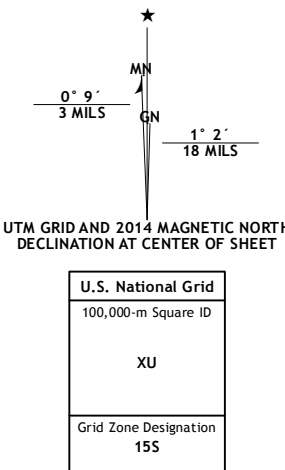 ★
MN
0° 9´
3 MILS
GN
1° 2´
18 MILS
UTM GRID AND 2014 MAGNETIC NORTH
DECLINATION AT CENTER OF SHEET
U.S. National Grid
100,000-m Square ID
XU
Grid Zone Designation
15S